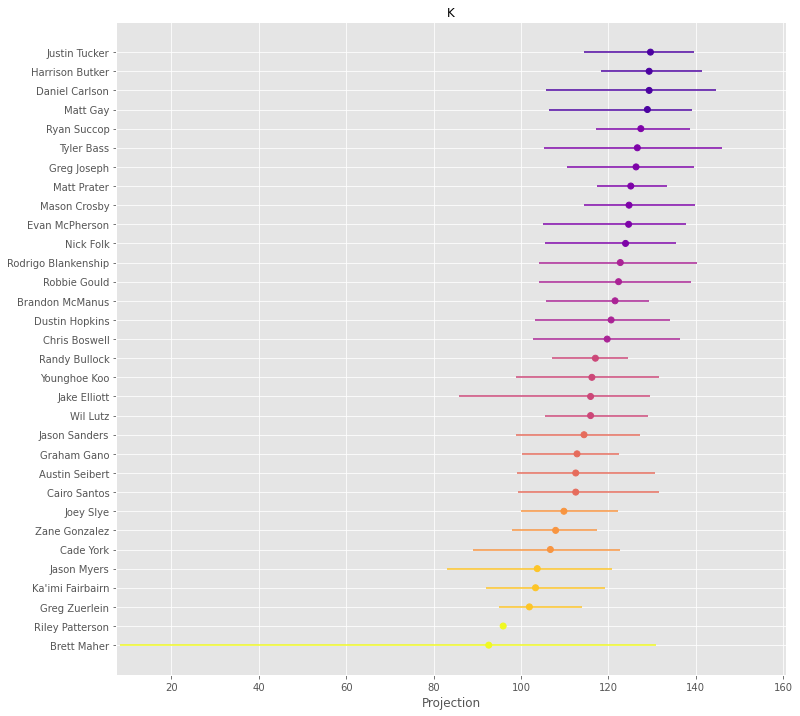 K
Justin Tucker
Harrison Butker
Daniel Carlson
Matt Gay
Ryan Succop
Tyler Bass
Greg Joseph
Matt Prater
Mason Crosby
Evan McPherson
Nick Folk
Rodrigo Blankenship
Robbie Gould
Brandon McManus
Dustin Hopkins
Chris Boswell
Randy Bullock
Younghoe Koo
Jake Elliott
Wil Lutz
Jason Sanders
Graham Gano
Austin Seibert
Cairo Santos
Joey Slye
Zane Gonzalez
Cade York
Jason Myers
Ka'imi Fairbairn
Greg Zuerlein
Riley Patterson
Brett Maher
20 40 60 80 100 120 140 160
Projection